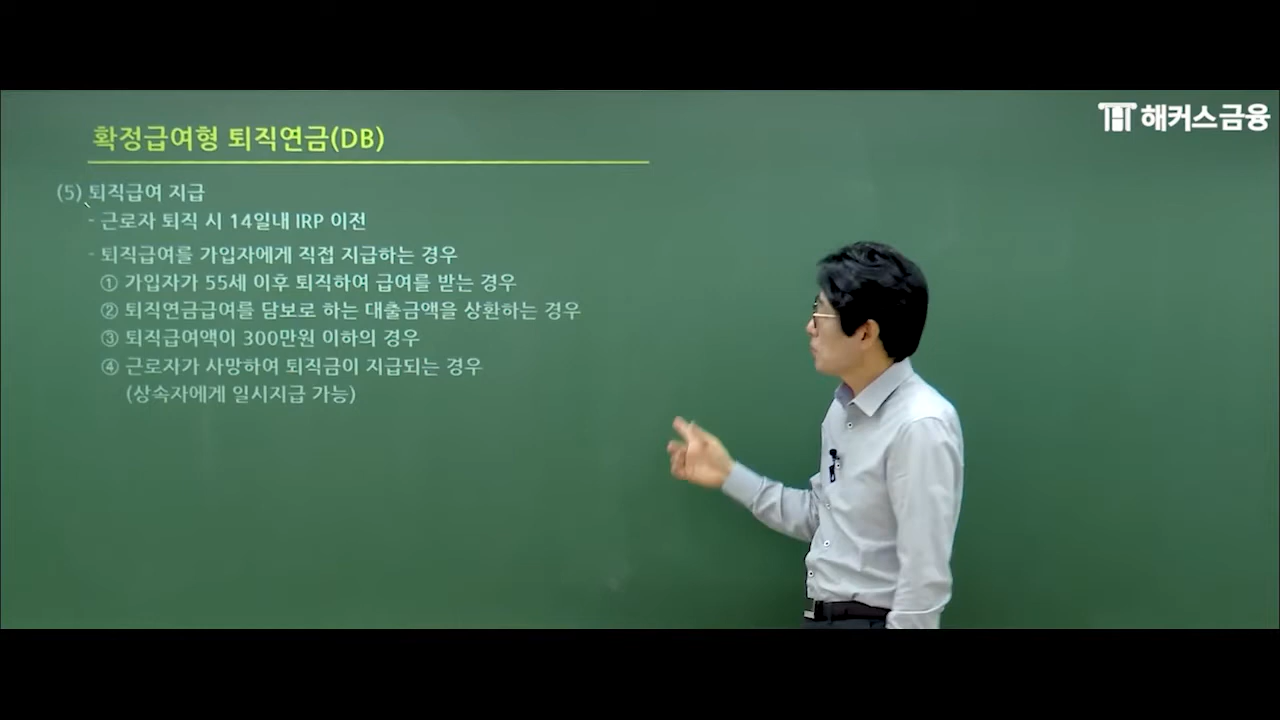 해커스금융
확정급여형 퇴직연금(DB)
(5) 퇴직급여 지급
- 근로자 퇴직 시 14일내 IRP 이전
- 퇴직급여를 가입자에게 직접 지급하는 경우
① 가입자가 55세 이후 퇴직하여 급여를 받는 경우
② 퇴직연금급여를 담보로 하는 대출금액을 상환하는 경우
③ 퇴직급여액이 300만원 이하의 경우
④ 근로자가 사망하여 퇴직금이 지급되는 경우
(상속자에게 일시지급 가능)